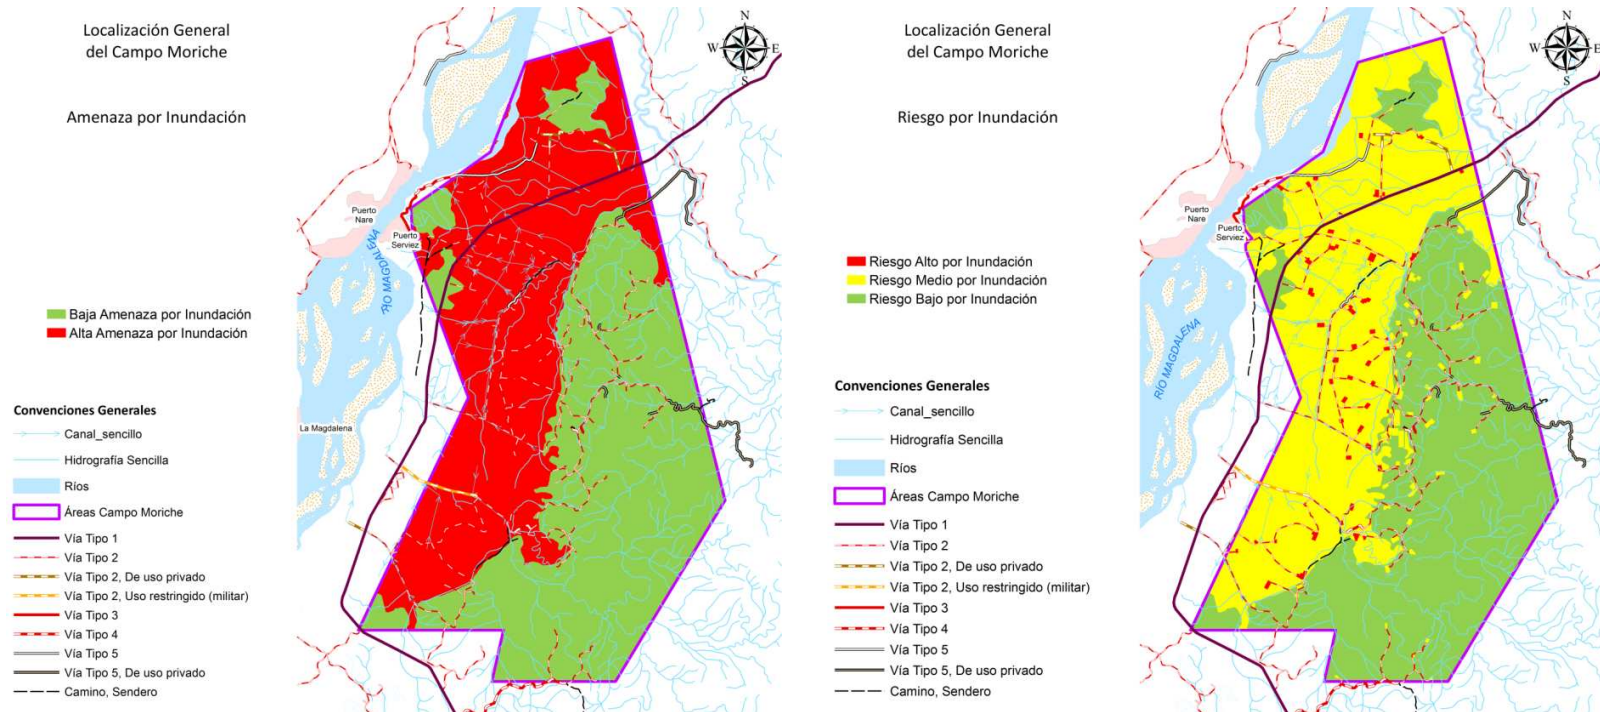 Localización General
del Campo Moriche
Amenaza por Inundación
Baja Amenaza por Inundación
Alta Amenaza por Inundación
Convenciones Generales
Canal_sencillo
Hidrografía Sencilla
Ríos
Áreas Campo Moriche
Vía Tipo 1
Vía Tipo 2
Vía Tipo 2, De uso privado
Vía Tipo 2, Uso restringido (militar)
Vía Tipo 3
Vía Tipo 4
Vía Tipo 5
Vía Tipo 5, De uso privado
Camino, Sendero
N
W
E
S
Puerto
Nare
Puerto
Serviez
RÍO MAGDALENA
La Magdalena
Localización General
del Campo Moriche
Riesgo por Inundación
Riesgo Alto por Inundación
Riesgo Medio por Inundación
Riesgo Bajo por Inundación
Convenciones Generales
Canal_sencillo
Hidrografía Sencilla
Ríos
Áreas Campo Moriche
Vía Tipo 1
Vía Tipo 2
Vía Tipo 2, De uso privado
Vía Tipo 2, Uso restringido (militar)
Vía Tipo 3
Vía Tipo 4
Vía Tipo 5
Vía Tipo 5, De uso privado
Camino, Sendero
N
W
E
S
Puerto
Nare
Puerto
Serviez
RÍO MAGDALENA